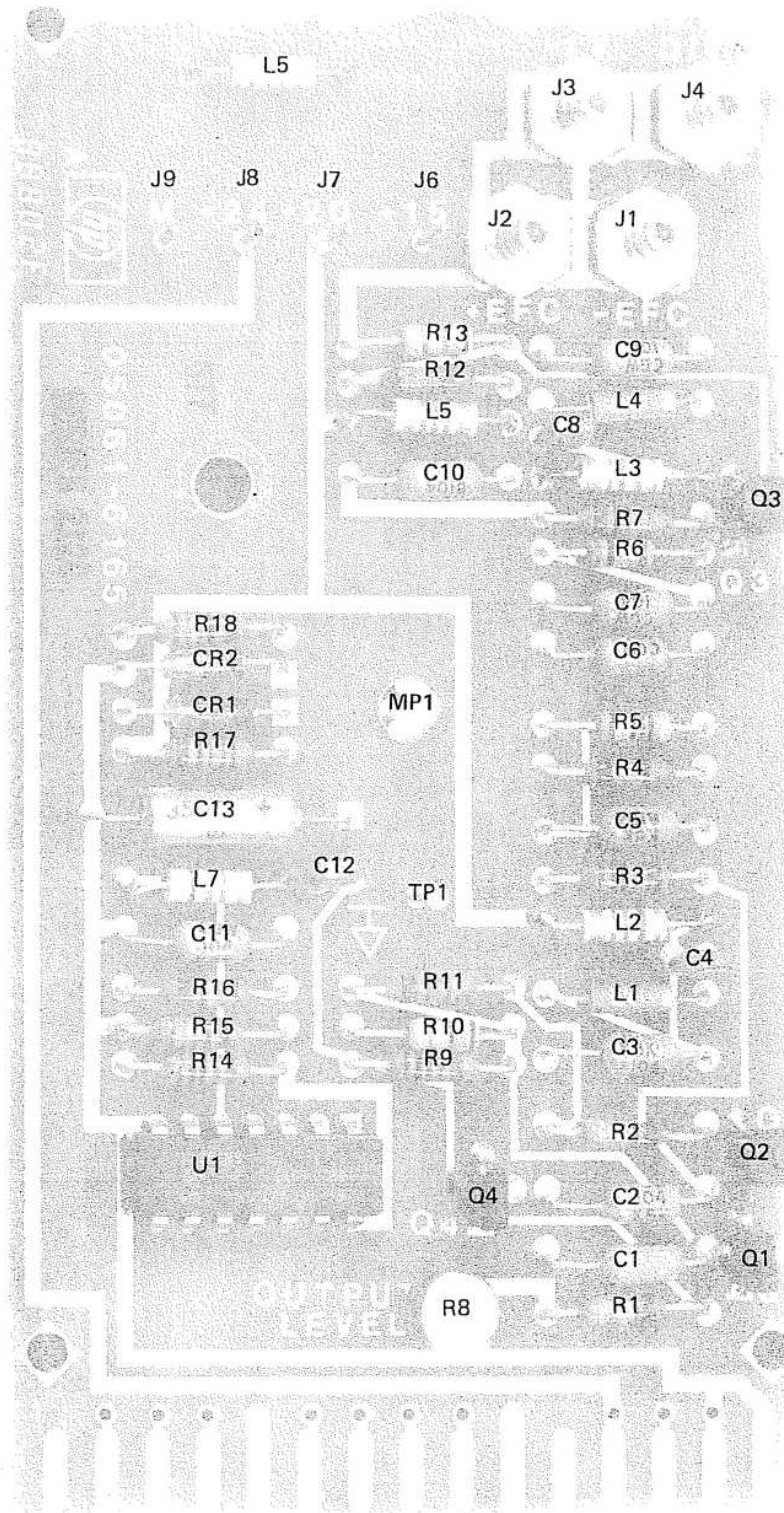 L5
J3 J4
J9 J8 J7 J6
J2 J1
hp
+EFC -EFC
R13 C9
R12
L4
L5 C8
C10 L3
Q3
R7
R6
Q3
C7
R18 C6
CR2
CR1 MP1
R17 R5
R4
C13 C5
C12
L7 TP1 R3
C11 L2
C4
R16 R11 L1
R15 R10
R14 R9 C3
R2
U1 Q2
Q4 C2
Q4
C1 Q1
OUTPUT
LEVEL R8 R1